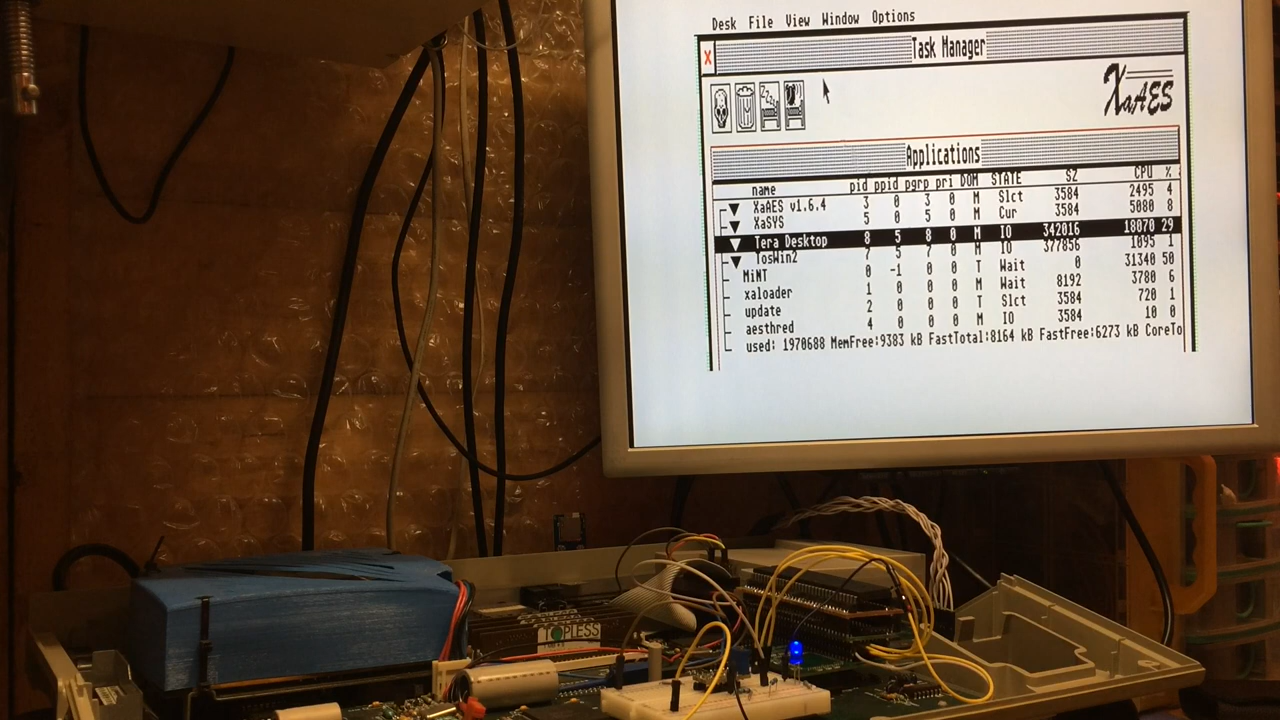 Desk File View Window Options
X Task Manager
ZZZz
XaAES
Applications
name pid ppid pgrp pri DOM STATE SZ CPU %
XaAES v1.6.4 3 0 3 0 M Slct 3584 2495 4
XaSYS 5 0 5 0 M Cur 3584 5080 8
Tera Desktop 8 5 8 0 M IO 342016 18070 29
TosWin2 7 5 7 0 M IO 377856 1095 1
MiNT 0 -1 0 0 T Wait 0 31340 50
xaloader 1 0 0 0 M Wait 8192 3780 6
update 2 0 0 0 T Slct 3584 720 1
aesthred 4 0 0 0 M IO 3584 10 0
used: 1970688 MemFree:9383 kB FastTotal:8164 kB FastFree:6273 kB CoreTo
TOPLESS